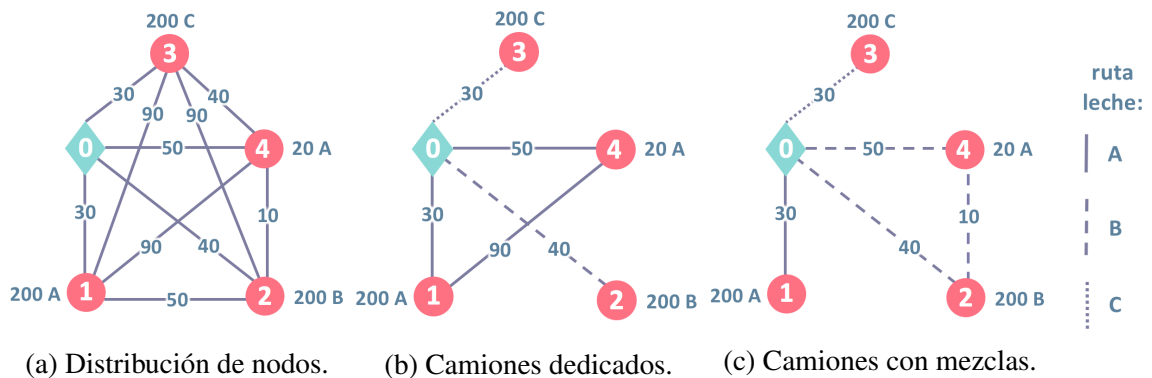 200 C
3
30
40
90
90
0
50
4
20 A
30
10
90
40
200 A
1
50
2
200 B
(a) Distribución de nodos.
200 C
3
30
0
50
4
20 A
30
90
40
200 A
1
2
200 B
(b) Camiones dedicados.
200 C
3
30
0
50
4
20 A
30
10
40
200 A
1
2
200 B
(c) Camiones con mezclas.
ruta
leche:
A
B
C